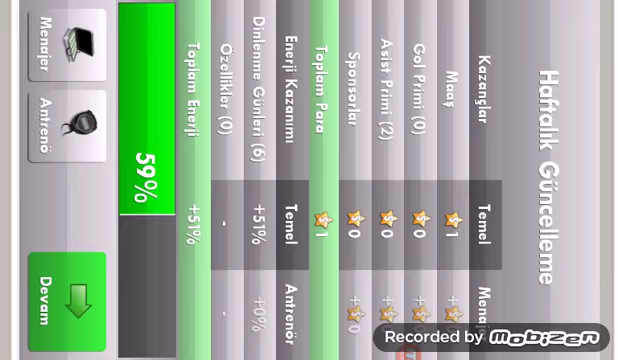 Haftalık Güncelleme
Kazançlar Temel
Maaş 1 +
Gol Primi (0) 0 +
Asist Primi (2) 0 +
Sponsorlar 0 +0
Toplam Para 1
Enerji Kazanımı Temel Antrenör
Dinlenme Günleri (6) +51% +0%
Özellikler (0) - -
Toplam Enerji +51%
59%
Menajer Antrenö Devam
Recorded by Mobizen